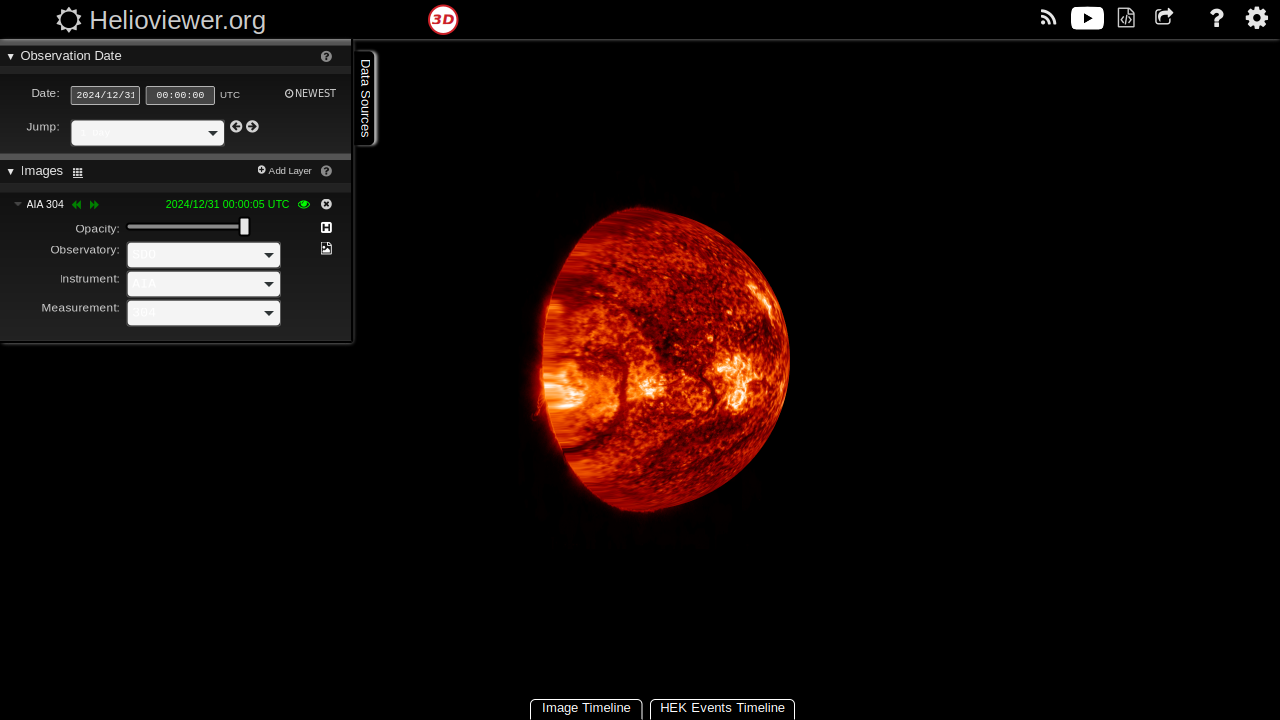 Helioviewer.org
3D
Observation Date
Date: 2024/12/31 00:00:00 UTC NEWEST
Jump:
Images Add Layer
AIA 304 2024/12/31 00:00:05 UTC
Opacity:
Observatory: SDO
Instrument: AIA
Measurement: 304
Data Sources
Image Timeline
HEK Events Timeline